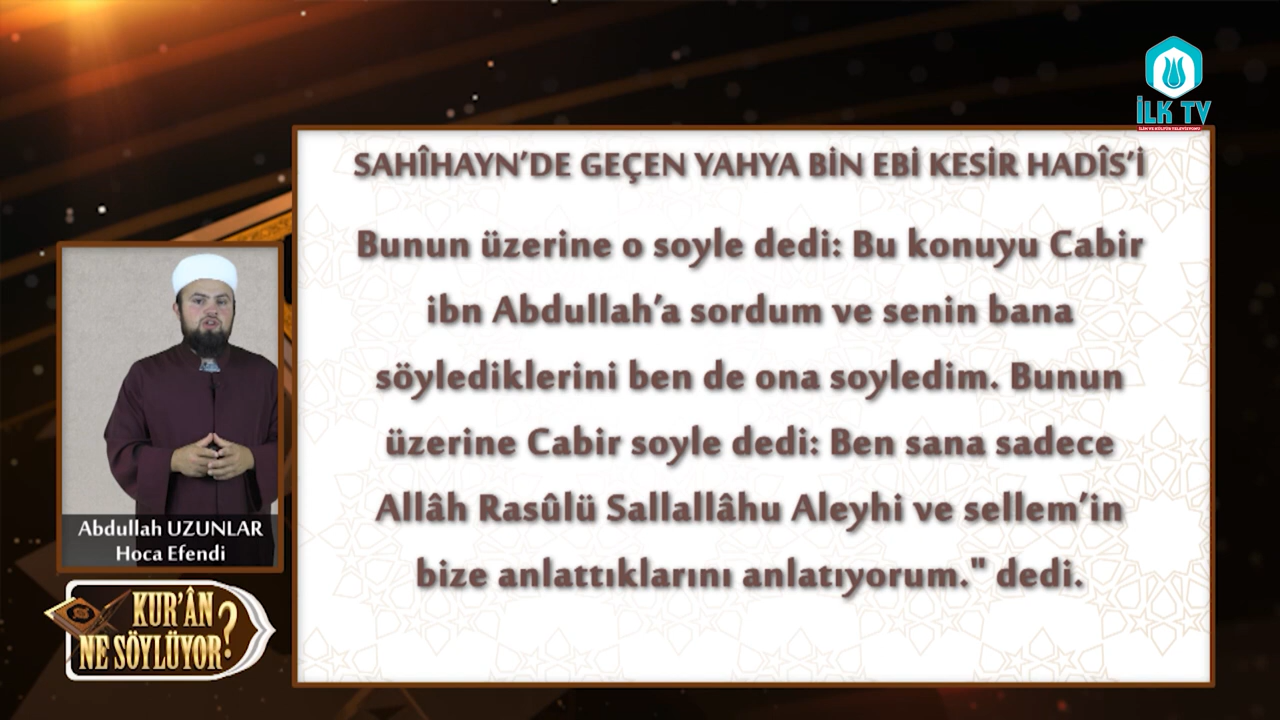 İLK TV
SAHÎHAYN’DE GEÇEN YAHYA BİN EBİ KESİR HADÎS’İ
Bunun üzerine o soyle dedi: Bu konuyu Cabir
ibn Abdullah’a sordum ve senin bana
söylediklerini ben de ona soyledim. Bunun
üzerine Cabir soyle dedi: Ben sana sadece
Allâh Rasûlü Sallallâhu Aleyhi ve sellem’in
bize anlattıklarını anlatıyorum." dedi.
Abdullah UZUNLAR
Hoca Efendi
KUR’ÂN
NE SÖYLÜYOR?